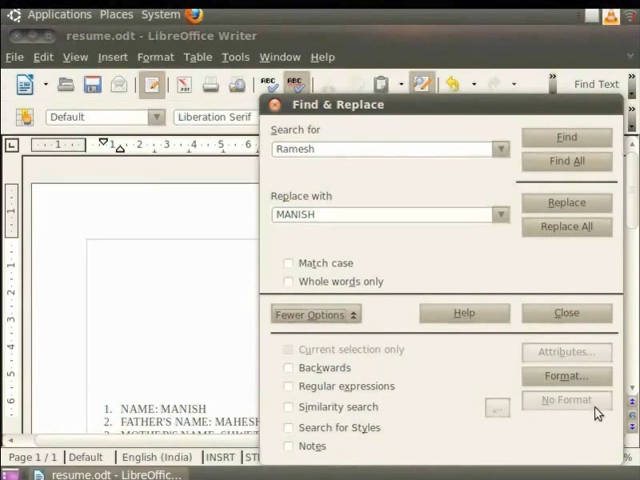 Applications Places System
resume.odt - LibreOffice Writer
File Edit View Insert Format Table Tools Window Help
PDF ABC ABC Find Text
Default Liberation Serif
Find & Replace
Search for
Ramesh
Find
Find All
Replace with
MANISH
Replace
Replace All
Match case
Whole words only
Fewer Options Help Close
Current selection only Attributes...
Backwards Format...
Regular expressions No Format
Similarity search ...
Search for Styles
Notes
1. NAME: MANISH
2. FATHER'S NAME: MAHESH
Page 1 / 1 Default English (India) INSRT %
resume.odt - LibreOffic...